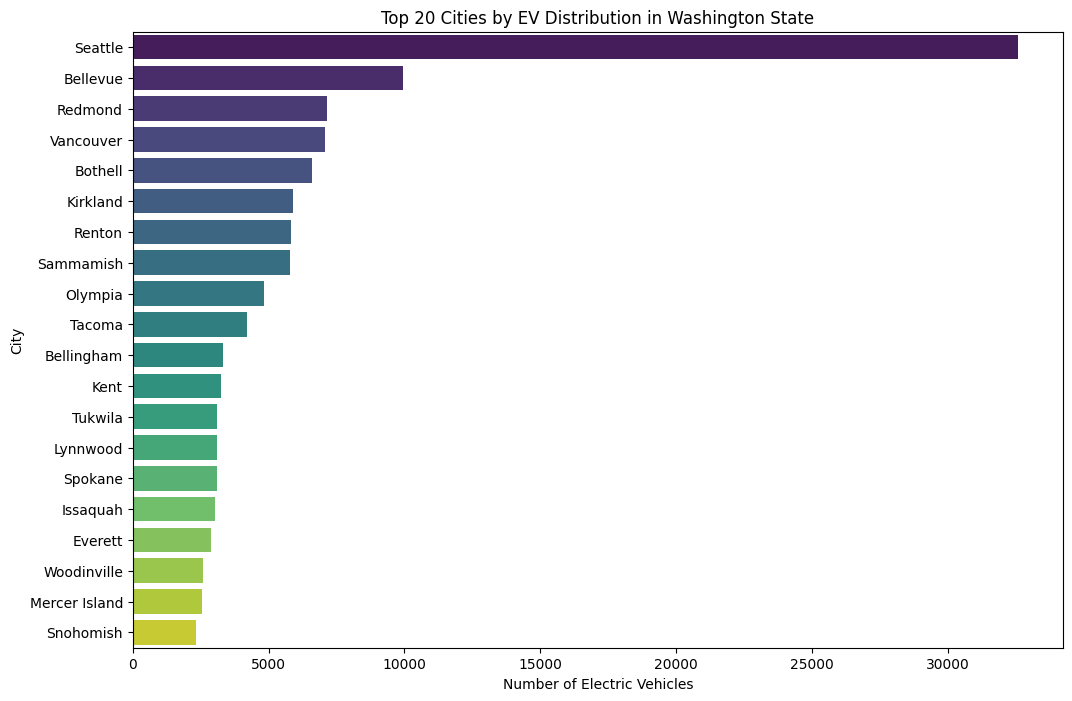 Top 20 Cities by EV Distribution in Washington State
City
Seattle
Bellevue
Redmond
Vancouver
Bothell
Kirkland
Renton
Sammamish
Olympia
Tacoma
Bellingham
Kent
Tukwila
Lynnwood
Spokane
Issaquah
Everett
Woodinville
Mercer Island
Snohomish
0 5000 10000 15000 20000 25000 30000
Number of Electric Vehicles